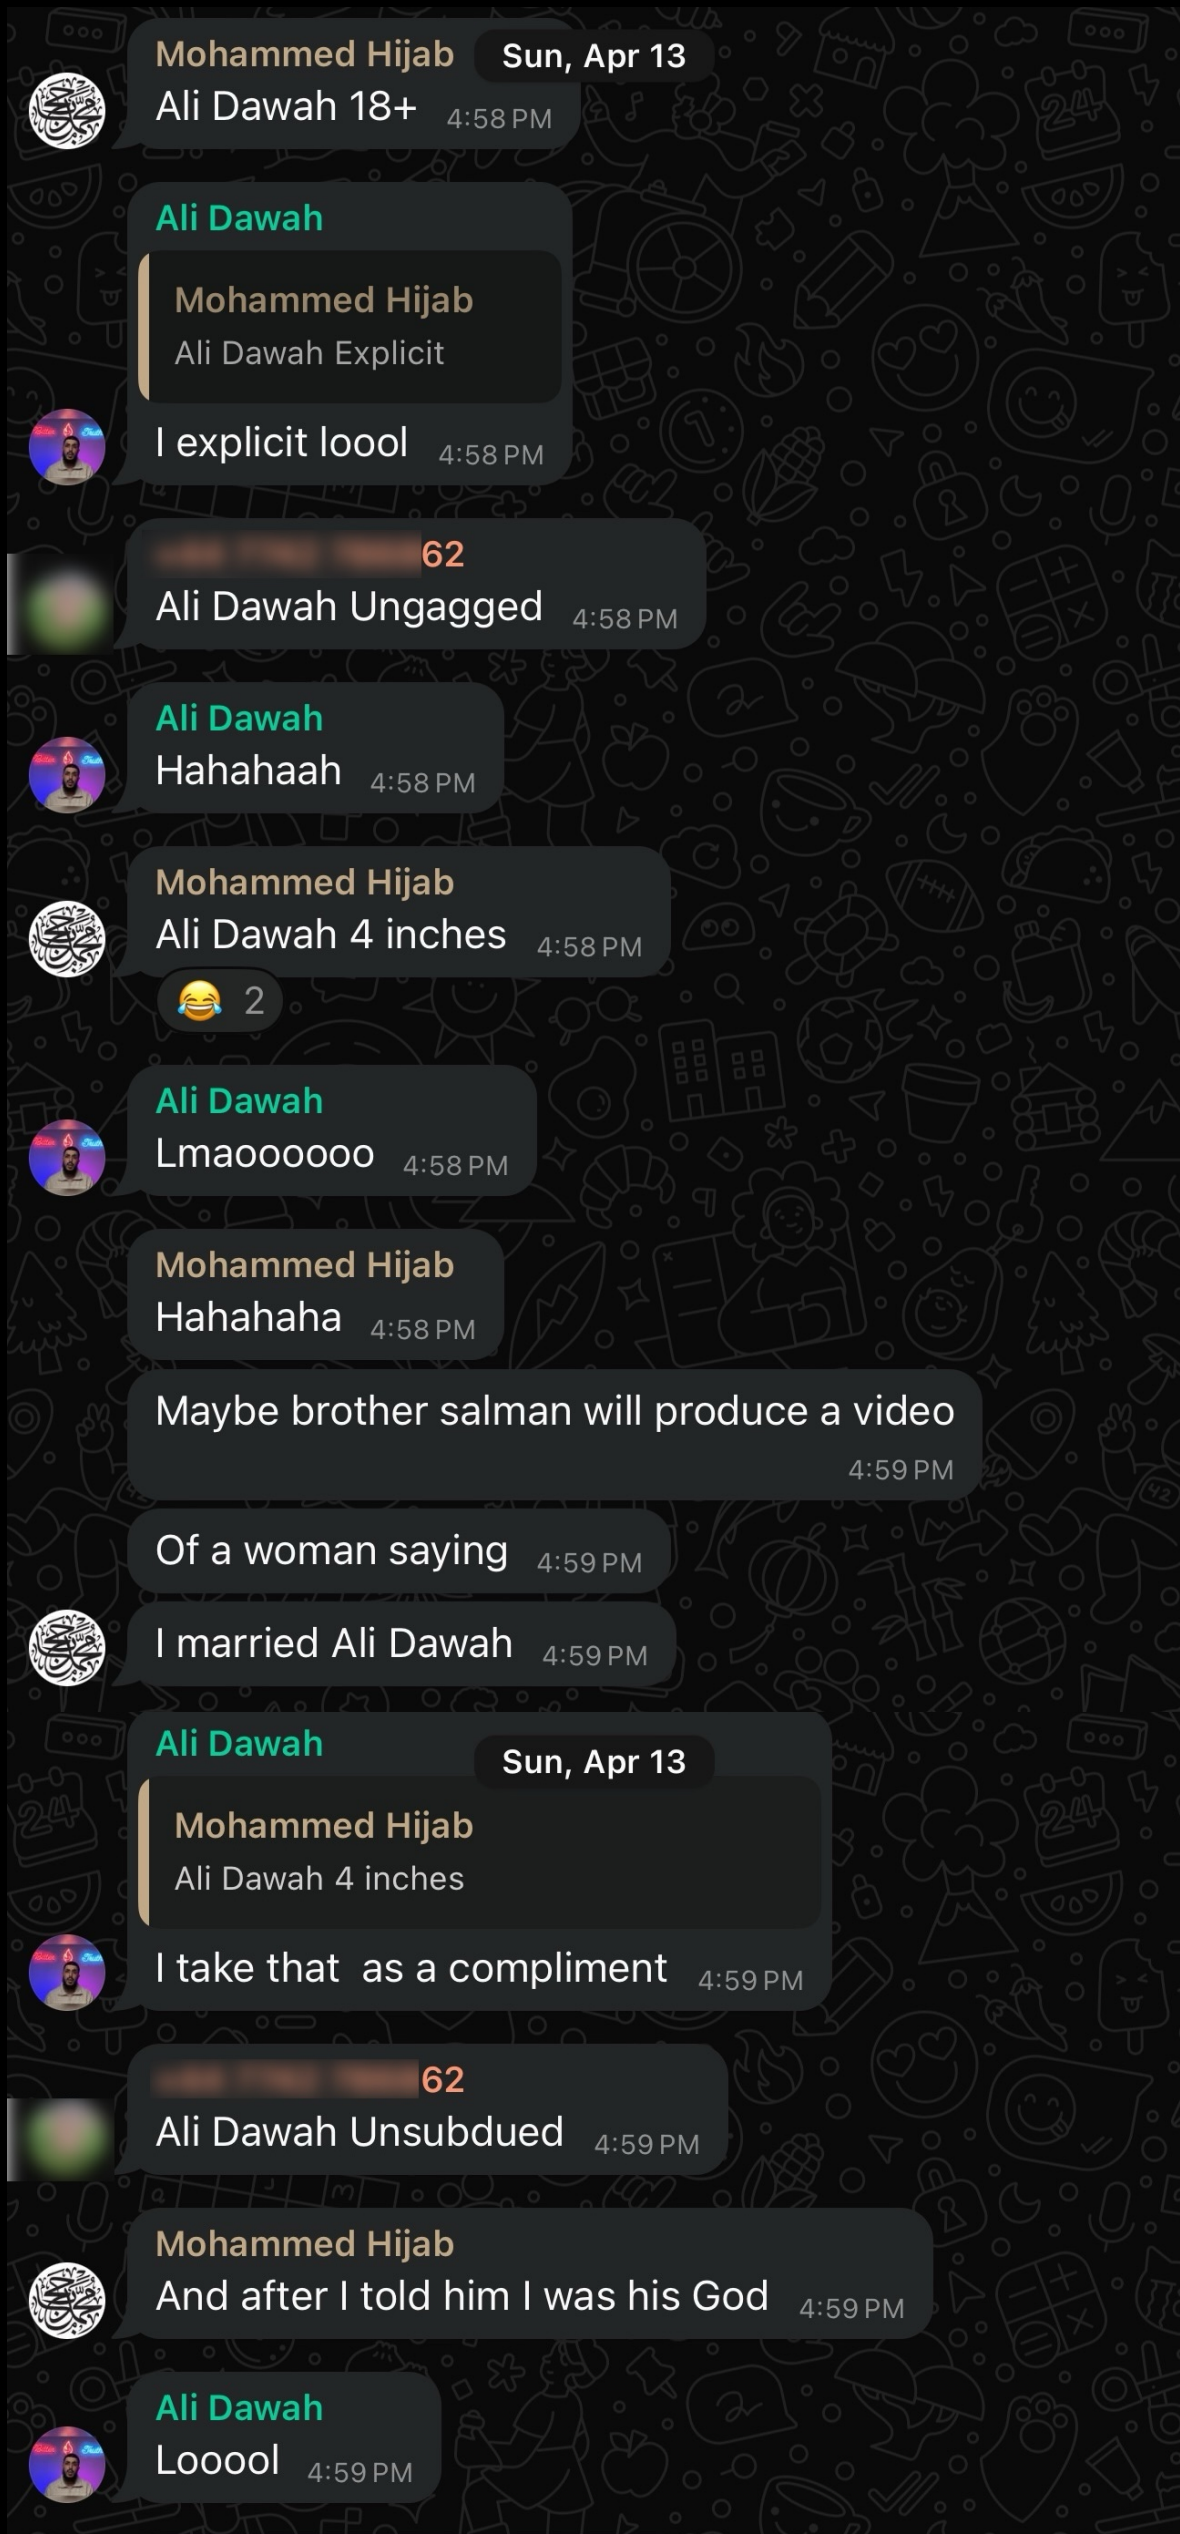 Mohammed Hijab
Sun, Apr 13
Ali Dawah 18+ 4:58 PM
Ali Dawah
Mohammed Hijab
Ali Dawah Explicit
I explicit loool 4:58 PM
62
Ali Dawah Ungagged 4:58 PM
Ali Dawah
Hahahaah 4:58 PM
Mohammed Hijab
Ali Dawah 4 inches 4:58 PM
😂 2
Ali Dawah
Lmaoooooo 4:58 PM
Mohammed Hijab
Hahahaha 4:58 PM
Maybe brother salman will produce a video
4:59 PM
Of a woman saying 4:59 PM
I married Ali Dawah 4:59 PM
Ali Dawah
Sun, Apr 13
Mohammed Hijab
Ali Dawah 4 inches
I take that  as a compliment 4:59 PM
62
Ali Dawah Unsubdued 4:59 PM
Mohammed Hijab
And after I told him I was his God 4:59 PM
Ali Dawah
Looool 4:59 PM